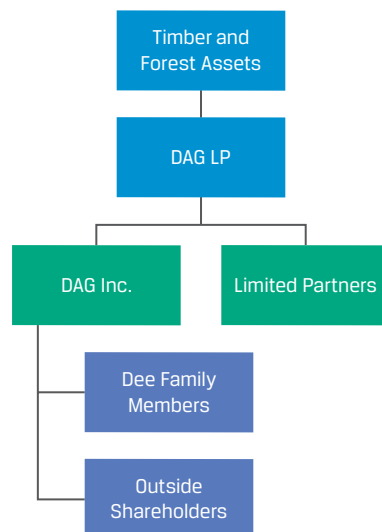 Timber and
Forest Assets
DAG LP
DAG Inc.
Limited Partners
Dee Family
Members
Outside
Shareholders